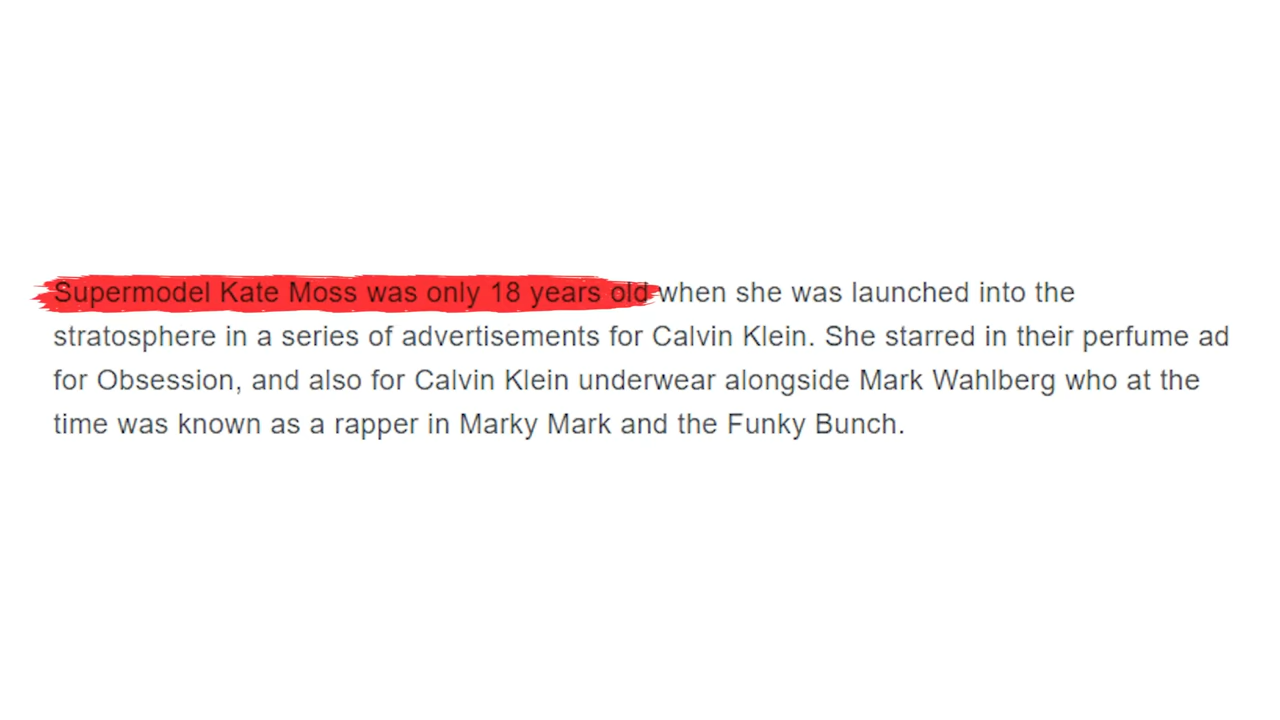 Supermodel Kate Moss was only 18 years old when she was launched into the
stratosphere in a series of advertisements for Calvin Klein. She starred in their perfume ad
for Obsession, and also for Calvin Klein underwear alongside Mark Wahlberg who at the
time was known as a rapper in Marky Mark and the Funky Bunch.